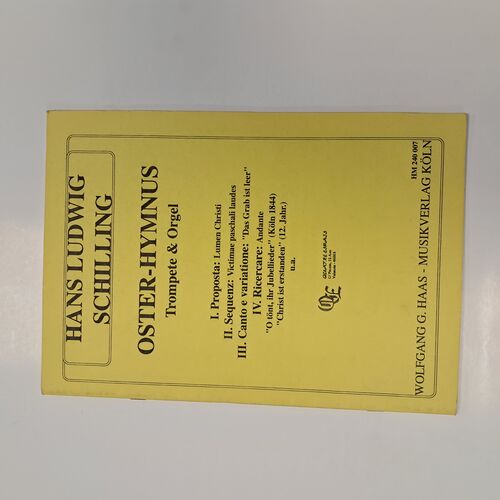 HANS LUDWIG
SCHILLING
OSTER-HYMNUS
Trompete & Orgel
I. Proposta: Lumen Christi
II. Sequenz: Victimae paschali laudes
III. Canto e variatione: "Das Grab ist leer"
IV. Ricercare: Andante
"O tönt, ihr Jubellieder" (Köln 1844)
"Christ ist erstanden" (12. Jahr.)
u.a.
HM 240 007
WOLFGANG G. HAAS - MUSIKVERLAG KÖLN